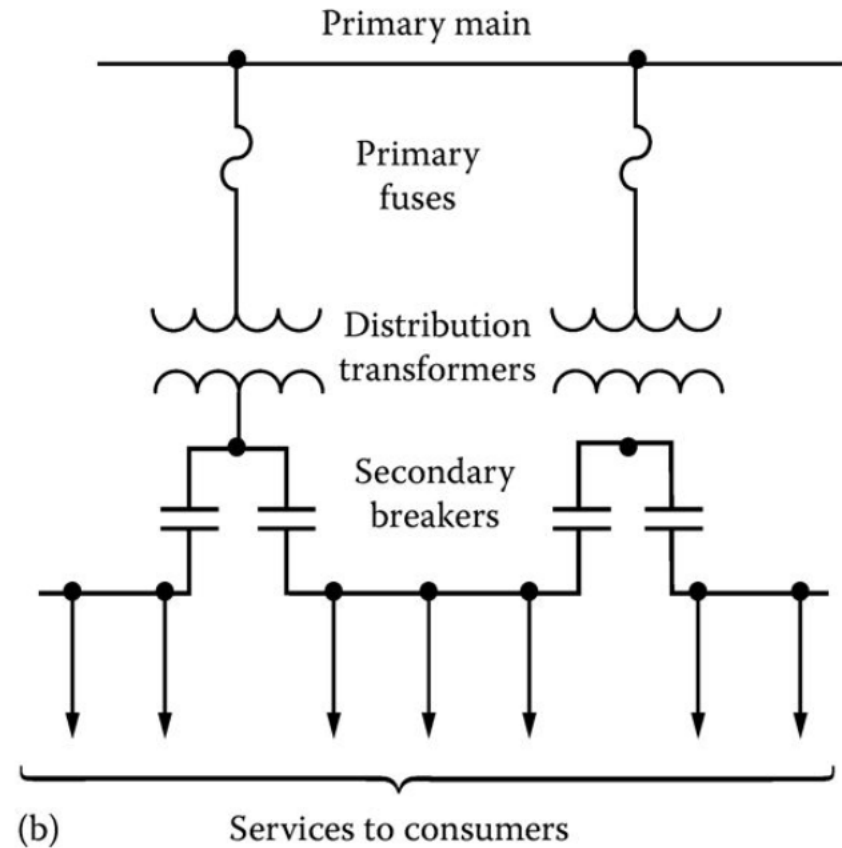 Primary main
Primary
fuses
Distribution
transformers
Secondary
breakers
(b)
Services to consumers